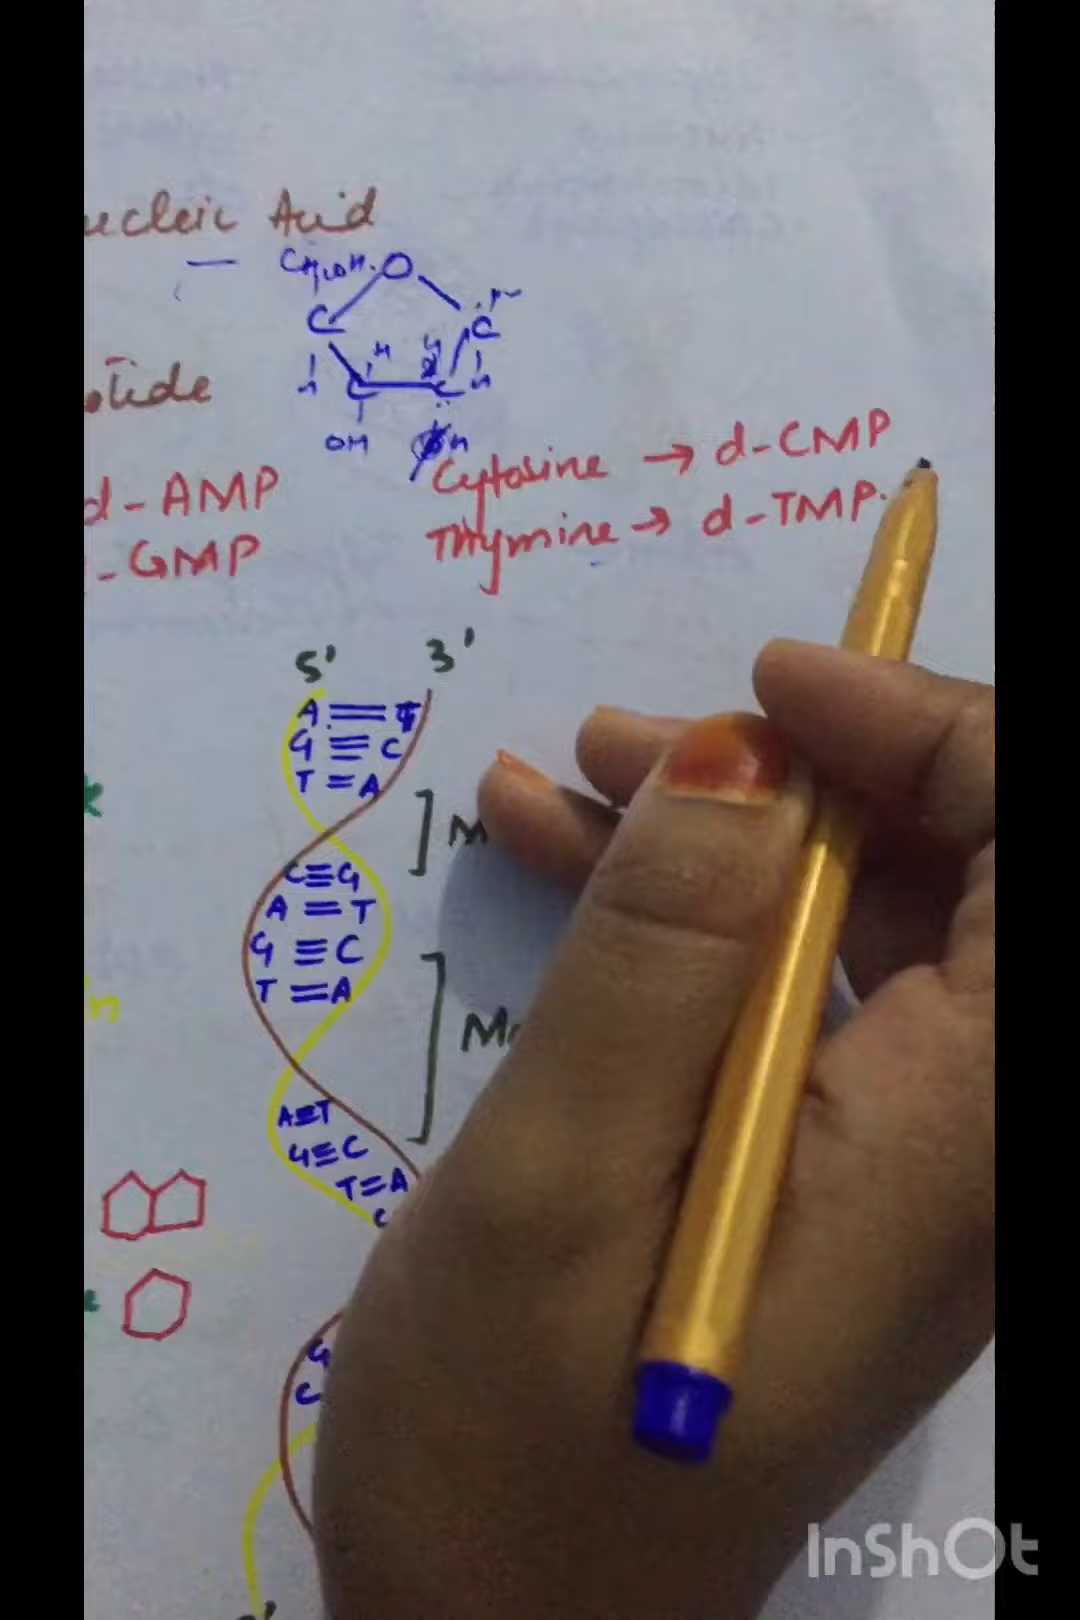 ucleic Acid
CH₂OH O
C C
H H H H
C C
OH H
otide
Cytosine → d-CMP
d-AMP
Thymine → d-TMP.
-GMP
5' 3'
A T
G ≡ C
T = A
] M
C ≡ G
A = T
G ≡ C
T = A
] M
A T
G ≡ C
T = A
C
n
G
C
InShOt